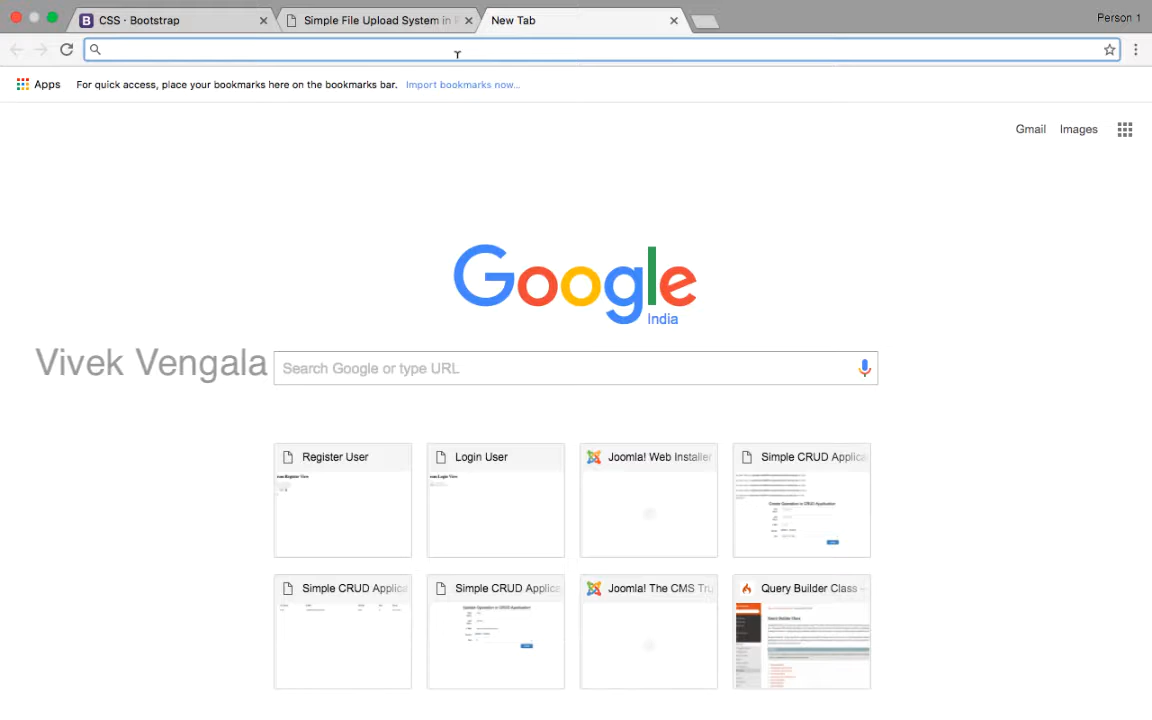 CSS · Bootstrap
Simple File Upload System in
New Tab
Person 1
Apps
For quick access, place your bookmarks here on the bookmarks bar.
Import bookmarks now...
Gmail
Images
Google
India
Vivek Vengala
Search Google or type URL
Register User
Login User
Joomla! Web Installer
Simple CRUD Applica
Simple CRUD Applica
Simple CRUD Applica
Joomla! The CMS Tru
Query Builder Class –